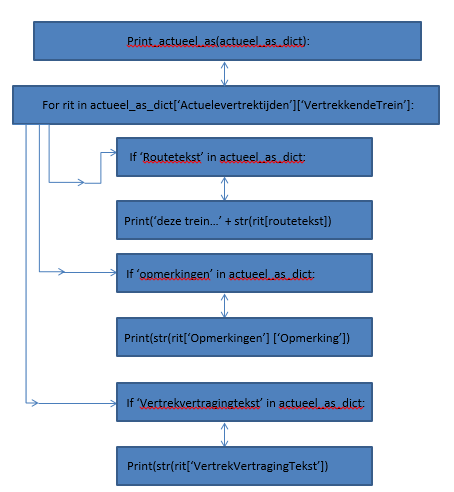 Print_actueel_as(actueel_as_dict):
For rit in actueel_as_dict[‘Actuelevertrektijden’][‘VertrekkendeTrein’]:
If ‘Routetekst’ in actueel_as_dict:
Print(‘deze trein…’ + str(rit[routetekst])
If ‘opmerkingen’ in actueel_as_dict:
Print(str(rit[‘Opmerkingen’] [‘Opmerking’])
If ‘Vertrekvertragingtekst’ in actueel_as_dict:
Print(str(rit[‘VertrekVertragingTekst’])